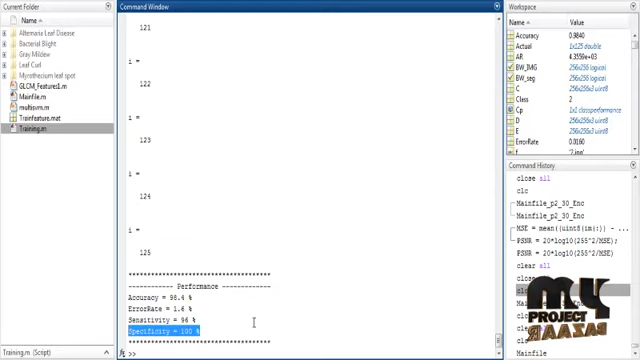 Current Folder
Name
Alternaria Leaf Disease
Bacterial Blight
Gray Mildew
Leaf Curl
Myrothecium leaf spot
GLCM_Features1.m
Mainfile.m
multisvm.m
Trainfeature.mat
Training.m
Training.m (Script)
Command Window
121
i =
122
i =
123
i =
124
i =
125
**************************************
----------- Performance -------------
Accuracy = 98.4 %
ErrorRate = 1.6 %
Sensitivity = 96 %
Specificity = 100 %
**************************************
fx >>
Workspace
Name Value
Accuracy 0.9840
Actual 1x125 double
AR 4.3559e+03
BW_IMG 256x256 logical
BW_seg 256x256 logical
C 256x256x3 uint8
Class 2
Cp 1x1 classperformance
D 256x256x3 uint8
E 256x256x3 uint8
ErrorRate 0.0160
f '2.jpg'
Command History
close all
clc
Mainfile_p2_30_Enc
Mainfile_p2_30_Enc
MSE = mean((uint8(im(:)) - ...
PSNR = 20*log10(255^2/MSE);
PSNR = 20*log10(255^2/MSE)
clear all
close
clc
Mainfile
MY
PROJECT
BAZAAR